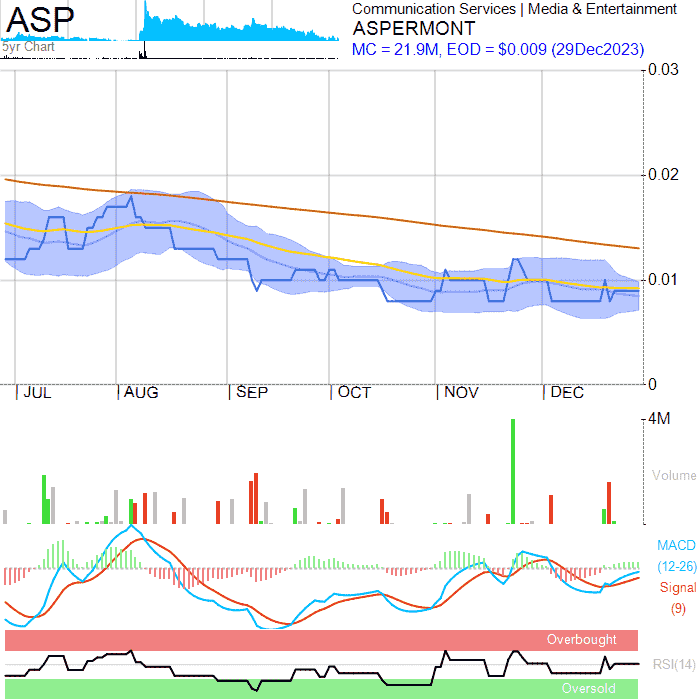 ASP
5yr Chart
Communication Services | Media & Entertainment
ASPERMONT
MC = 21.9M, EOD = $0.009 (29Dec2023)
0.03
0.02
0.01
0
JUL AUG SEP OCT NOV DEC
4M
Volume
MACD
(12-26)
Signal
(9)
Overbought
RSI(14)
Oversold